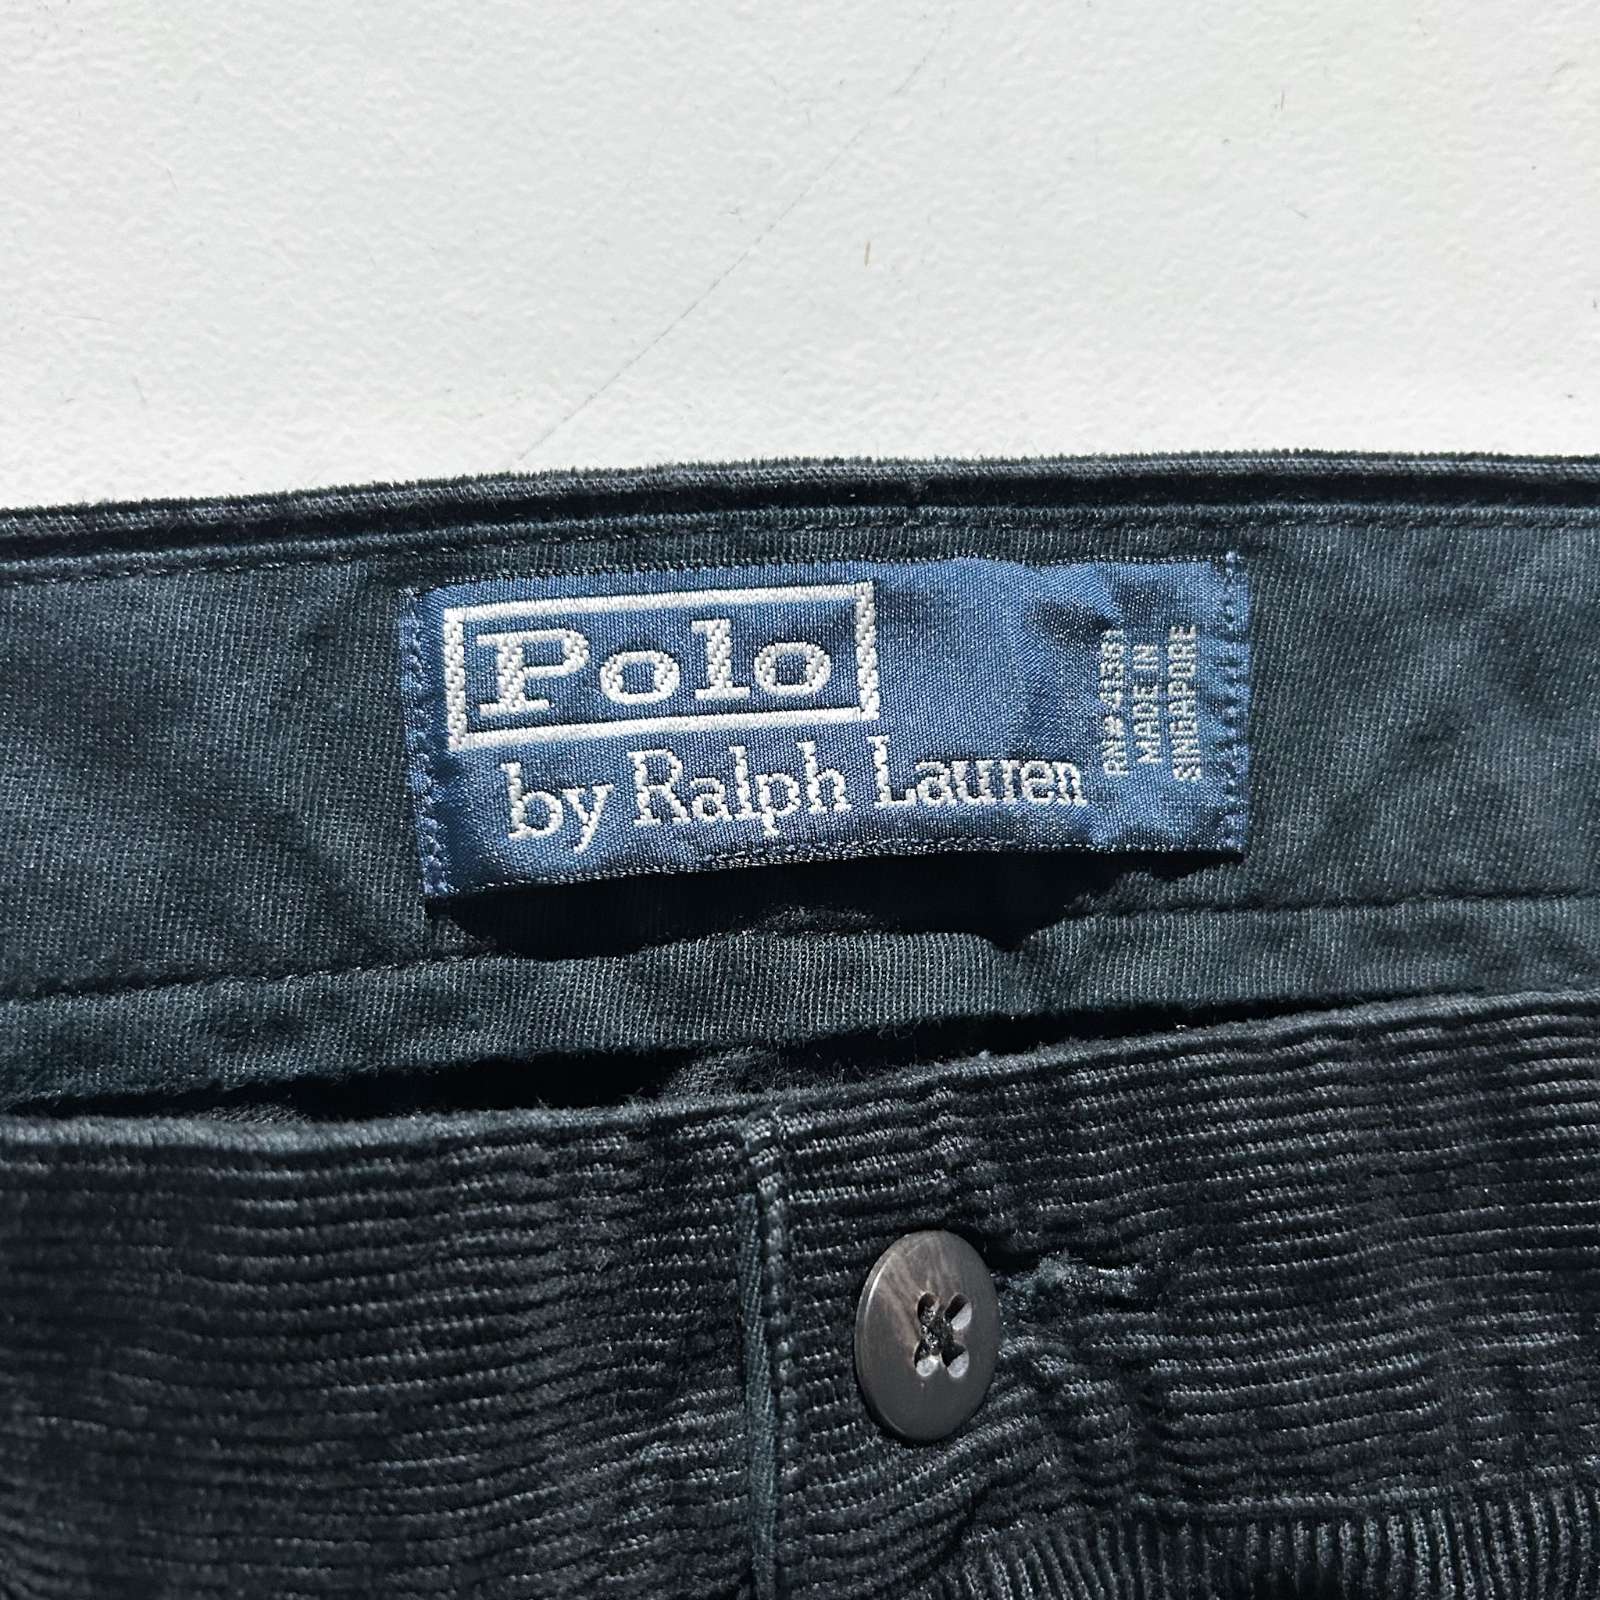 Polo
by Ralph Lauren
RN# 41381
MADE IN
SINGAPORE